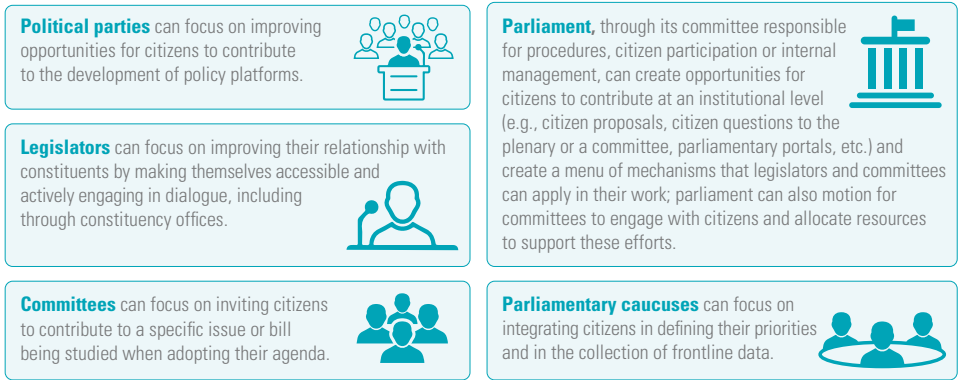 Political parties can focus on improving
opportunities for citizens to contribute
to the development of policy platforms.
Legislators can focus on improving their relationship with
constituents by making themselves accessible and
actively engaging in dialogue, including
through constituency offices.
Committees can focus on inviting citizens
to contribute to a specific issue or bill
being studied when adopting their agenda.
Parliament, through its committee responsible
for procedures, citizen participation or internal
management, can create opportunities for
citizens to contribute at an institutional level
(e.g., citizen proposals, citizen questions to the
plenary or a committee, parliamentary portals, etc.) and
create a menu of mechanisms that legislators and committees
can apply in their work; parliament can also motion for
committees to engage with citizens and allocate resources
to support these efforts.
Parliamentary caucuses can focus on
integrating citizens in defining their priorities
and in the collection of frontline data.